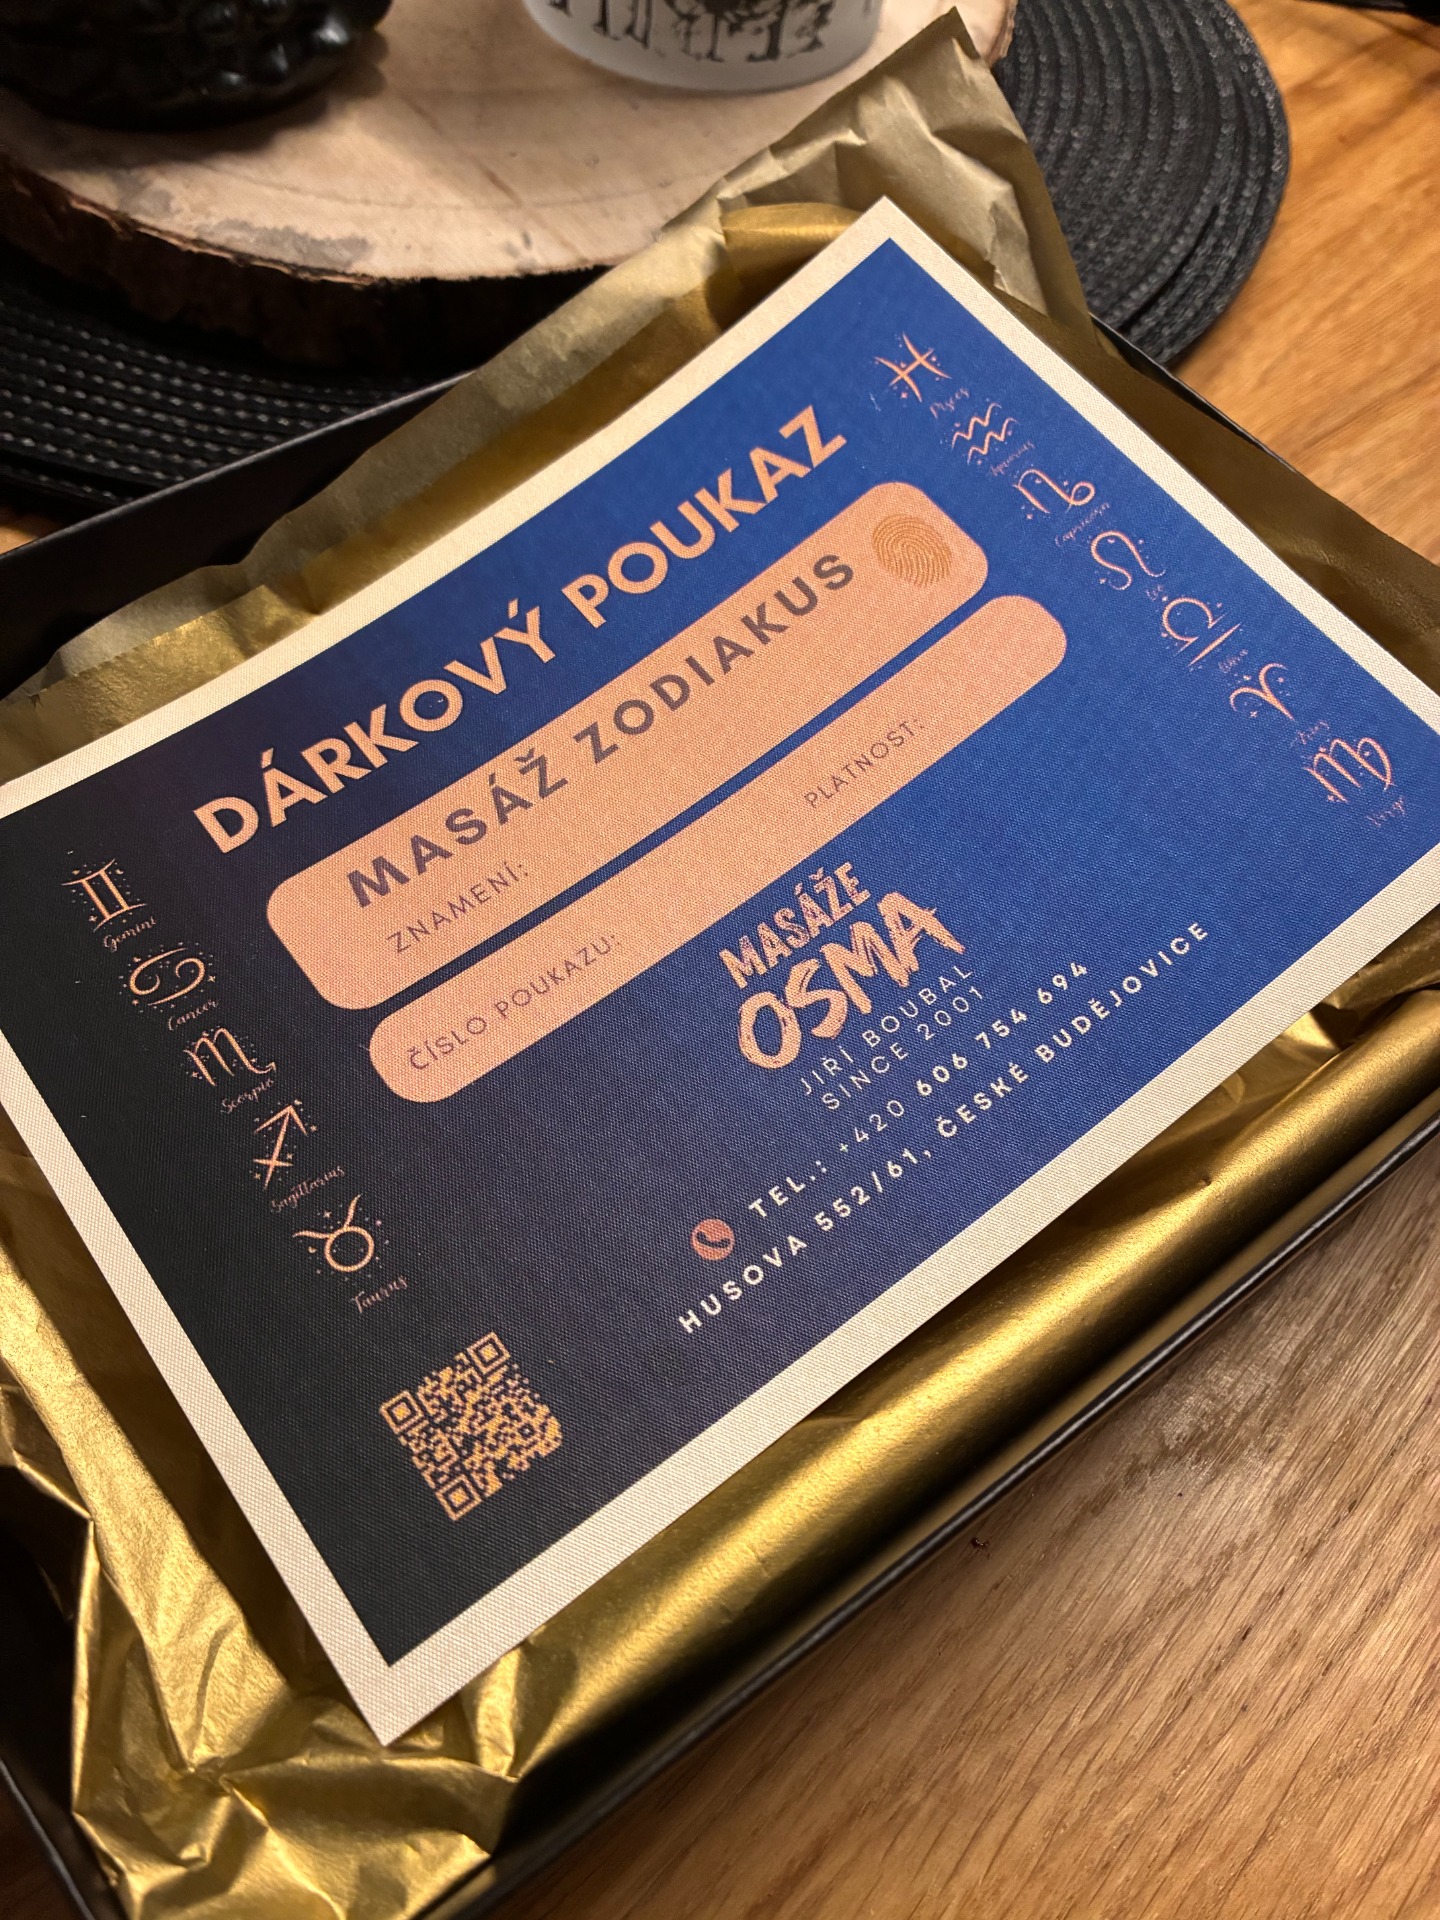 DÁRKOVÝ POUKAZ
MASÁŽ ZODIAKUS
ZNAMENÍ:
ČÍSLO POUKAZU:
PLATNOST:
MASÁŽE
OSMA
JIŘÍ BOUBAL
SINCE 2001
TEL.: +420 606 754 694
HUSOVA 552/61, ČESKÉ BUDĚJOVICE
Gemini
Cancer
Scorpio
Sagittarius
Taurus
Pisces
Aquarius
Capricorn
Leo
Libra
Aries
Virgo